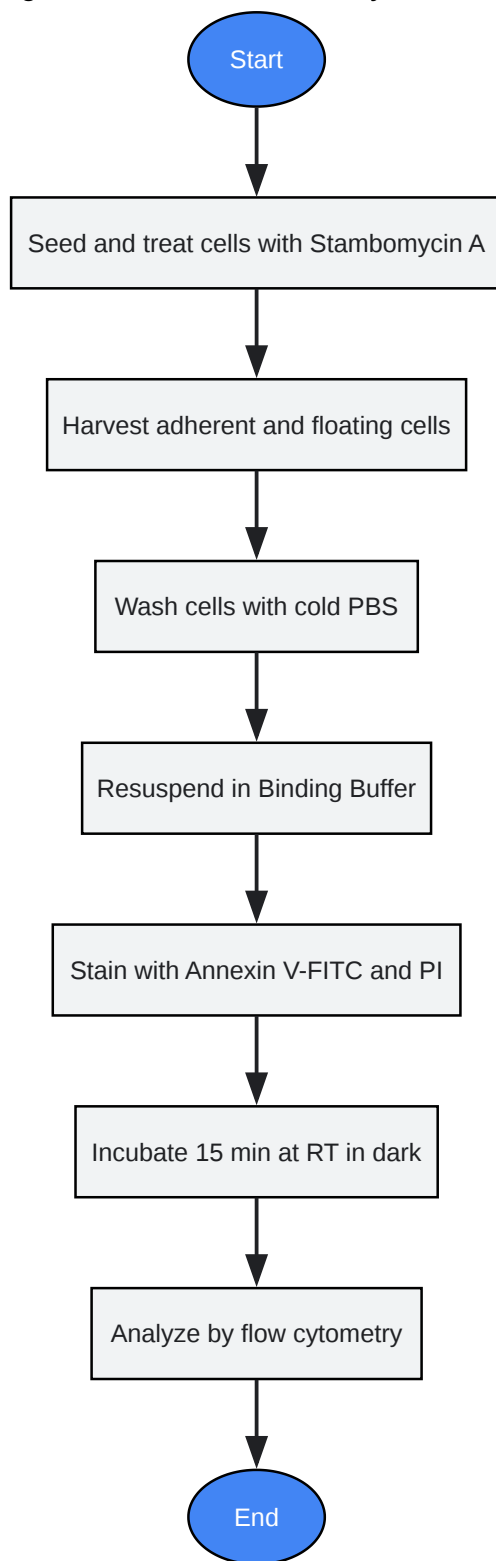 Start
Seed and treat cells with Stambomycin A
Harvest adherent and floating cells
Wash cells with cold PBS
Resuspend in Binding Buffer
Stain with Annexin V-FITC and PI
Incubate 15 min at RT in dark
Analyze by flow cytometry
End